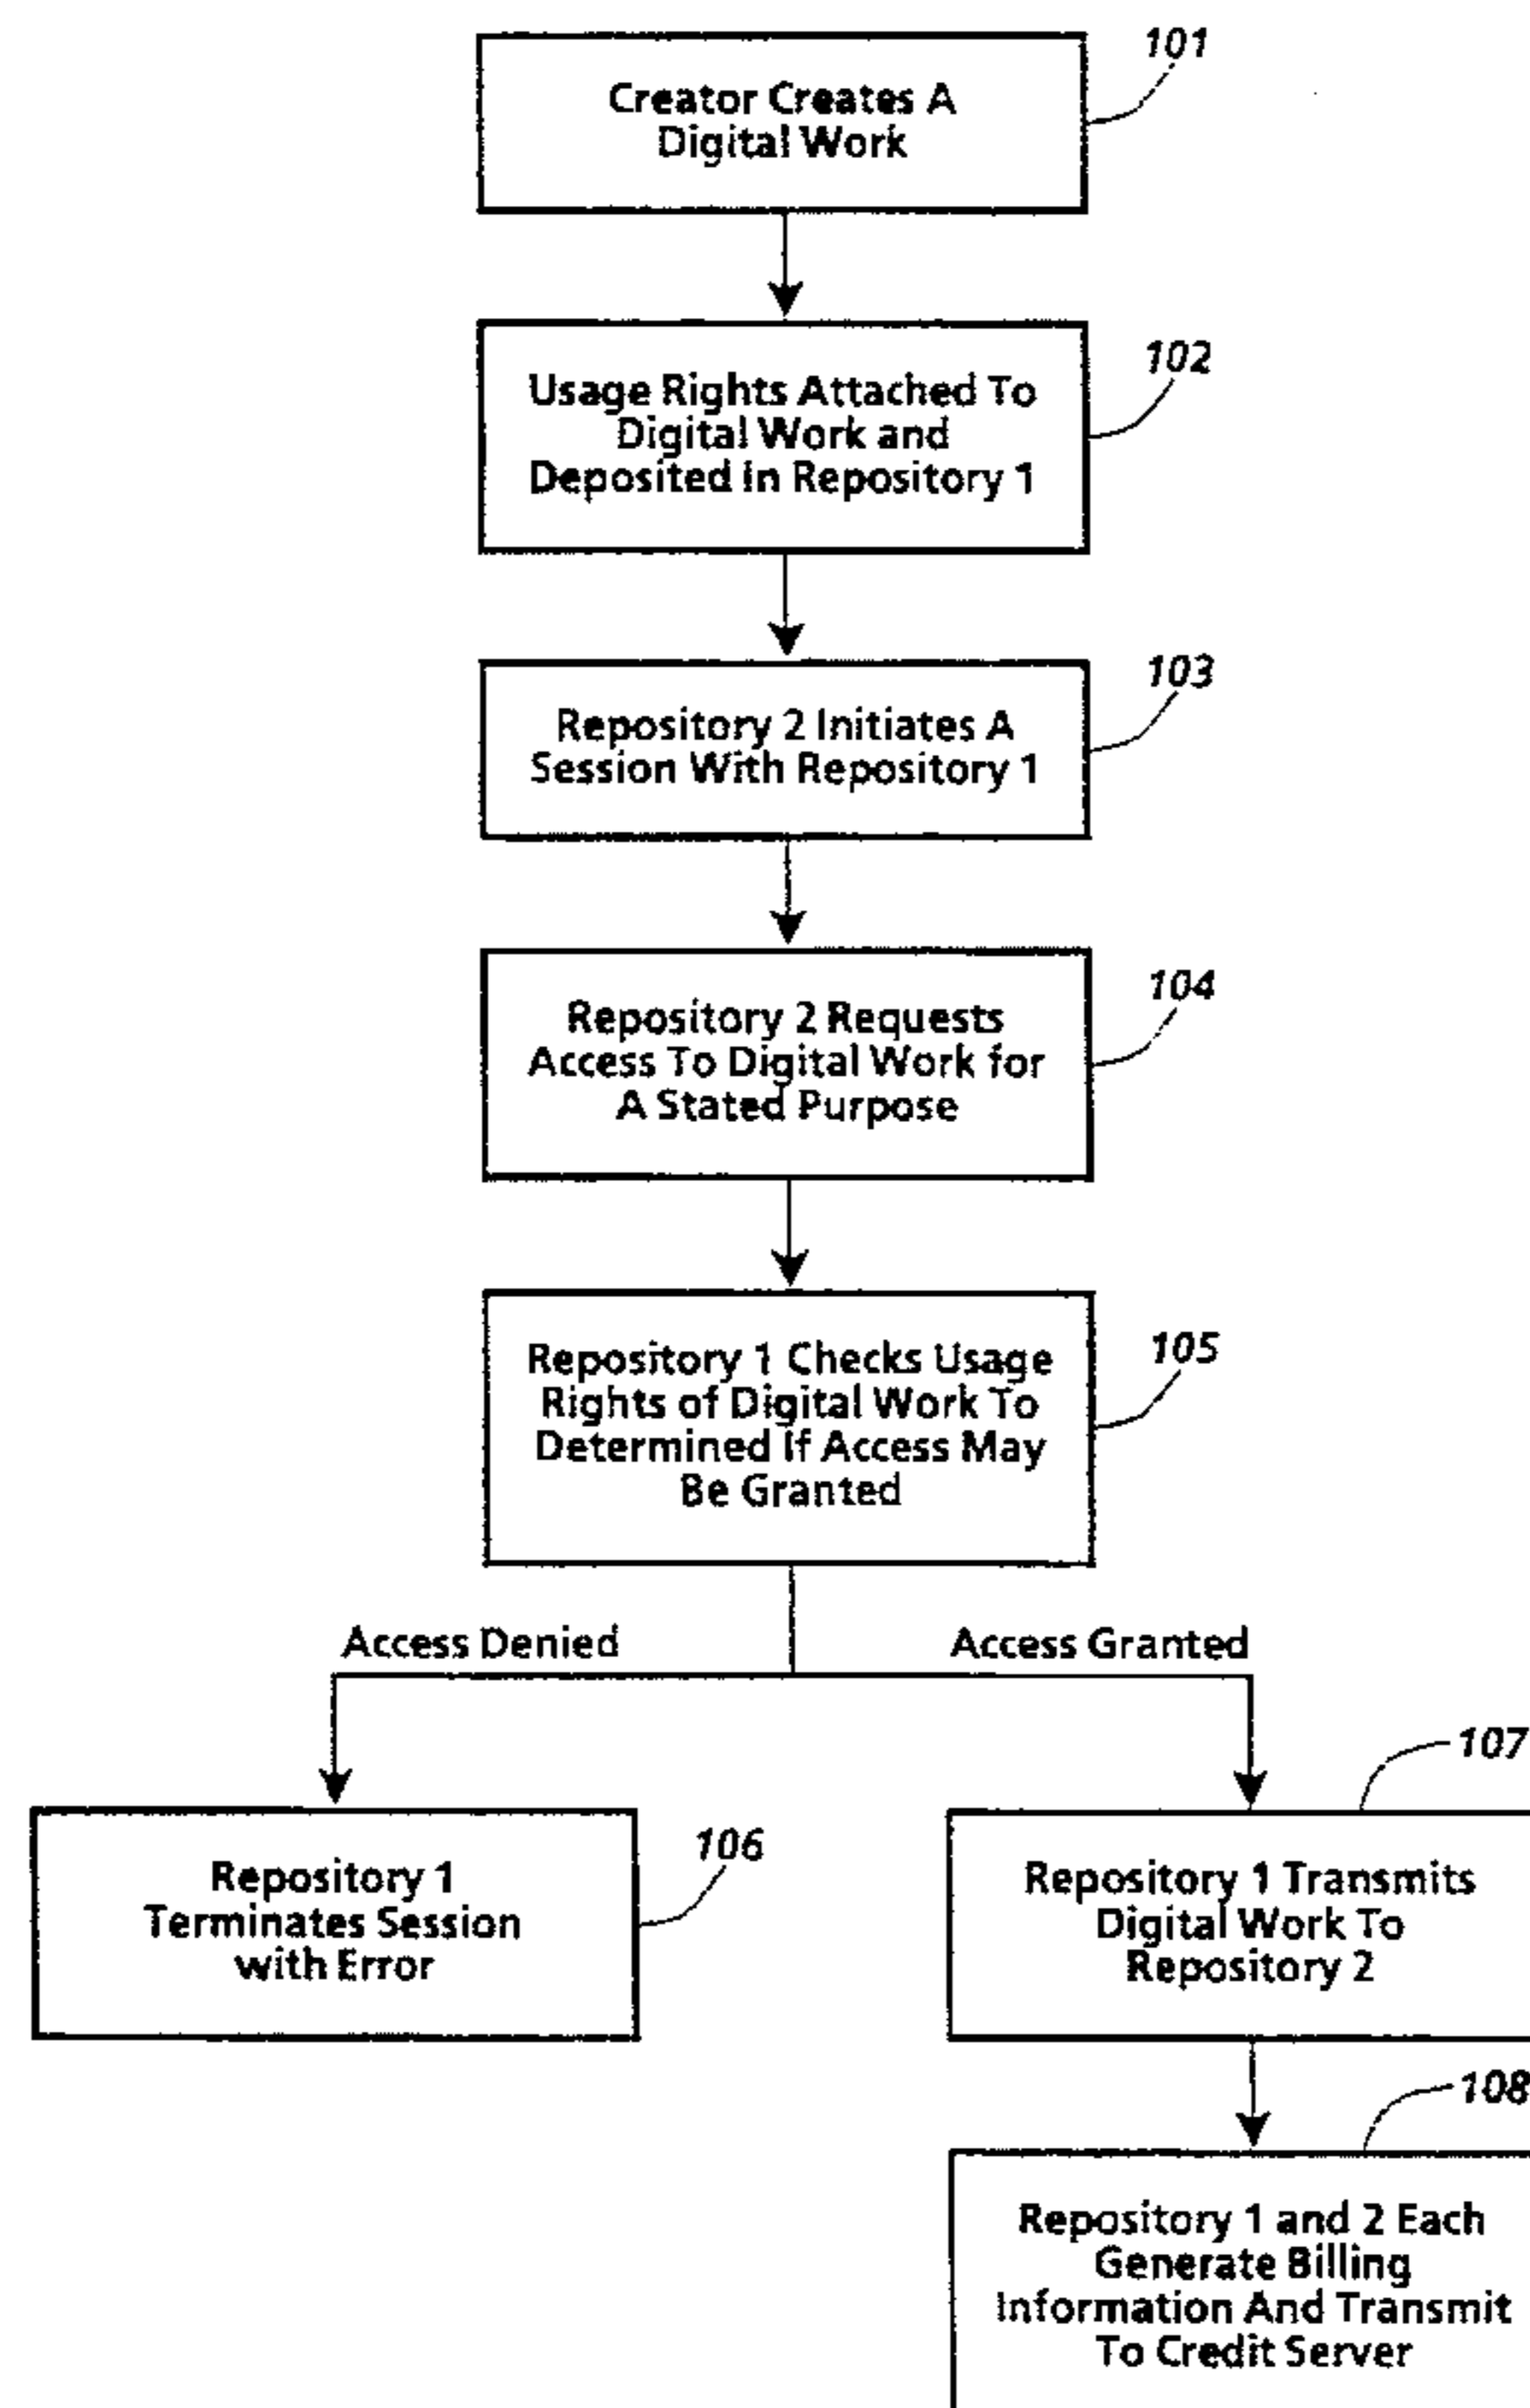 101
Creator Creates A
Digital Work
102
Usage Rights Attached To
Digital Work and
Deposited In Repository 1
103
Repository 2 Initiates A
Session With Repository 1
104
Repository 2 Requests
Access To Digital Work for
A Stated Purpose
105
Repository 1 Checks Usage
Rights of Digital Work To
Determined If Access May
Be Granted
Access Denied
Access Granted
106
Repository 1
Terminates Session
with Error
107
Repository 1 Transmits
Digital Work To
Repository 2
108
Repository 1 and 2 Each
Generate Billing
Information And Transmit
To Credit Server